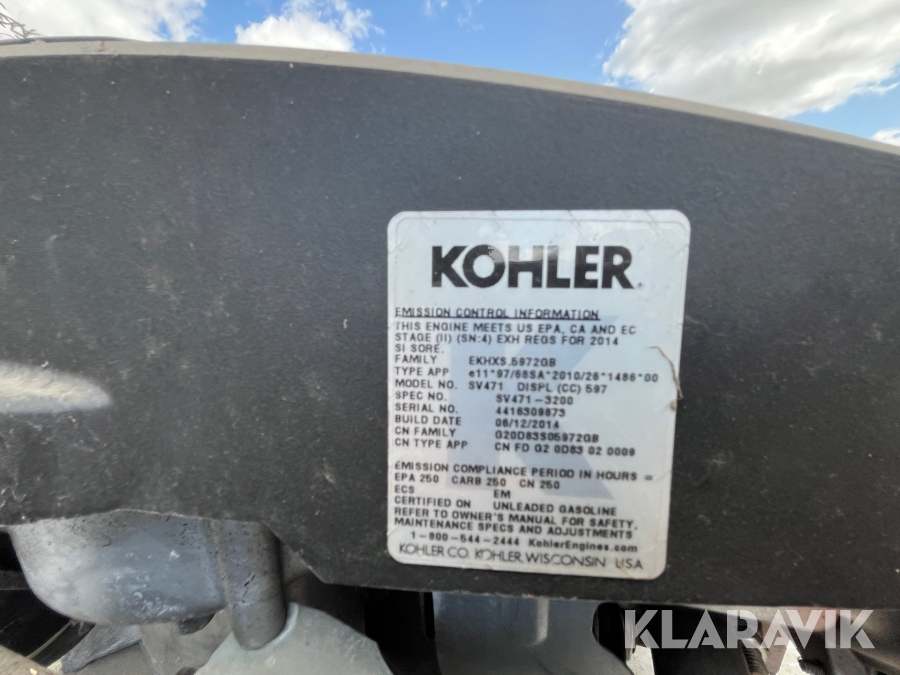 KOHLER
EMISSION CONTROL INFORMATION
THIS ENGINE MEETS US EPA, CA AND EC
STAGE (II) (SN:4) EXH REGS FOR 2014
SI SORE.
FAMILY EKHXS.5972GB
TYPE APP e11*97/68SA*2010/26*1486*00
MODEL NO. SV471 DISPL (CC) 597
SPEC NO. SV471-3200
SERIAL NO. 4416309873
BUILD DATE 06/12/2014
CN FAMILY G20D83S05972GB
CN TYPE APP CN FD G2 0D83 02 0009
EMISSION COMPLIANCE PERIOD IN HOURS =
EPA 250 CARB 250 CN 250
ECS EM
CERTIFIED ON UNLEADED GASOLINE
REFER TO OWNER'S MANUAL FOR SAFETY,
MAINTENANCE SPECS AND ADJUSTMENTS
1-800-544-2444 KohlerEngines.com
KOHLER CO. KOHLER, WISCONSIN USA
KLARAVIK